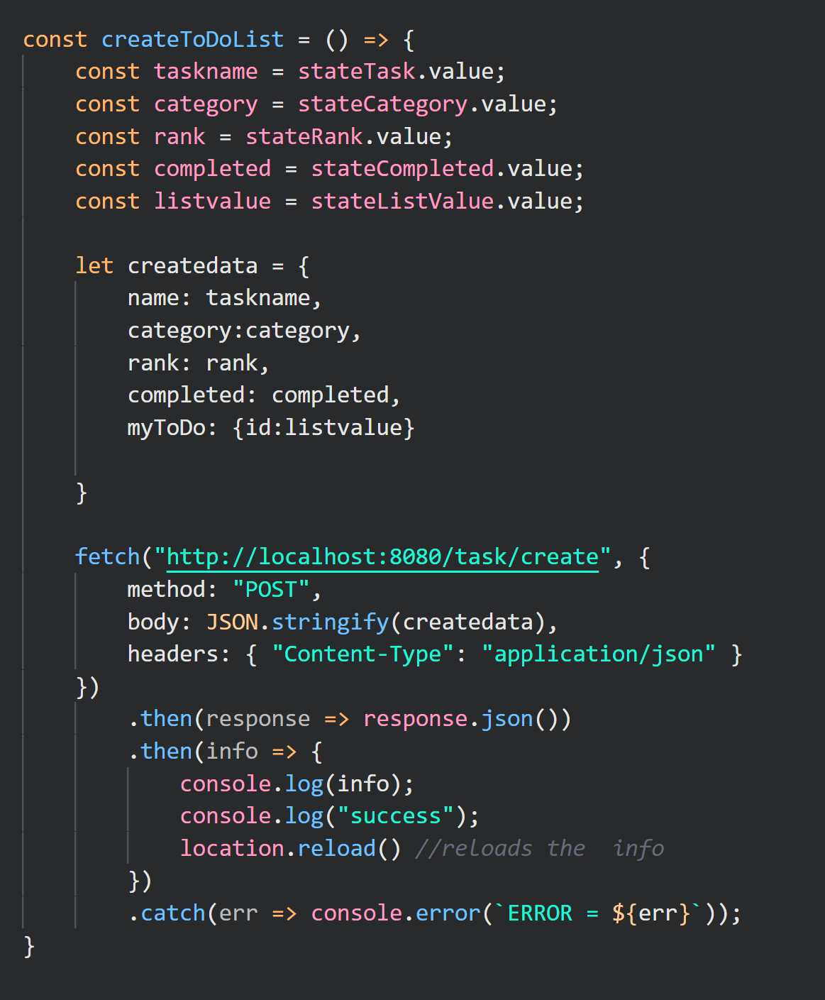 const createToDoList = () => {
    const taskname = stateTask.value;
    const category = stateCategory.value;
    const rank = stateRank.value;
    const completed = stateCompleted.value;
    const listvalue = stateListValue.value;

    let createdata = {
        name: taskname,
        category:category,
        rank: rank,
        completed: completed,
        myToDo: {id:listvalue}

    }

    fetch("http://localhost:8080/task/create", {
        method: "POST",
        body: JSON.stringify(createdata),
        headers: { "Content-Type": "application/json" }
    })
        .then(response => response.json())
        .then(info => {
            console.log(info);
            console.log("success");
            location.reload() //reloads the  info
        })
        .catch(err => console.error(`ERROR = ${err}`));
}